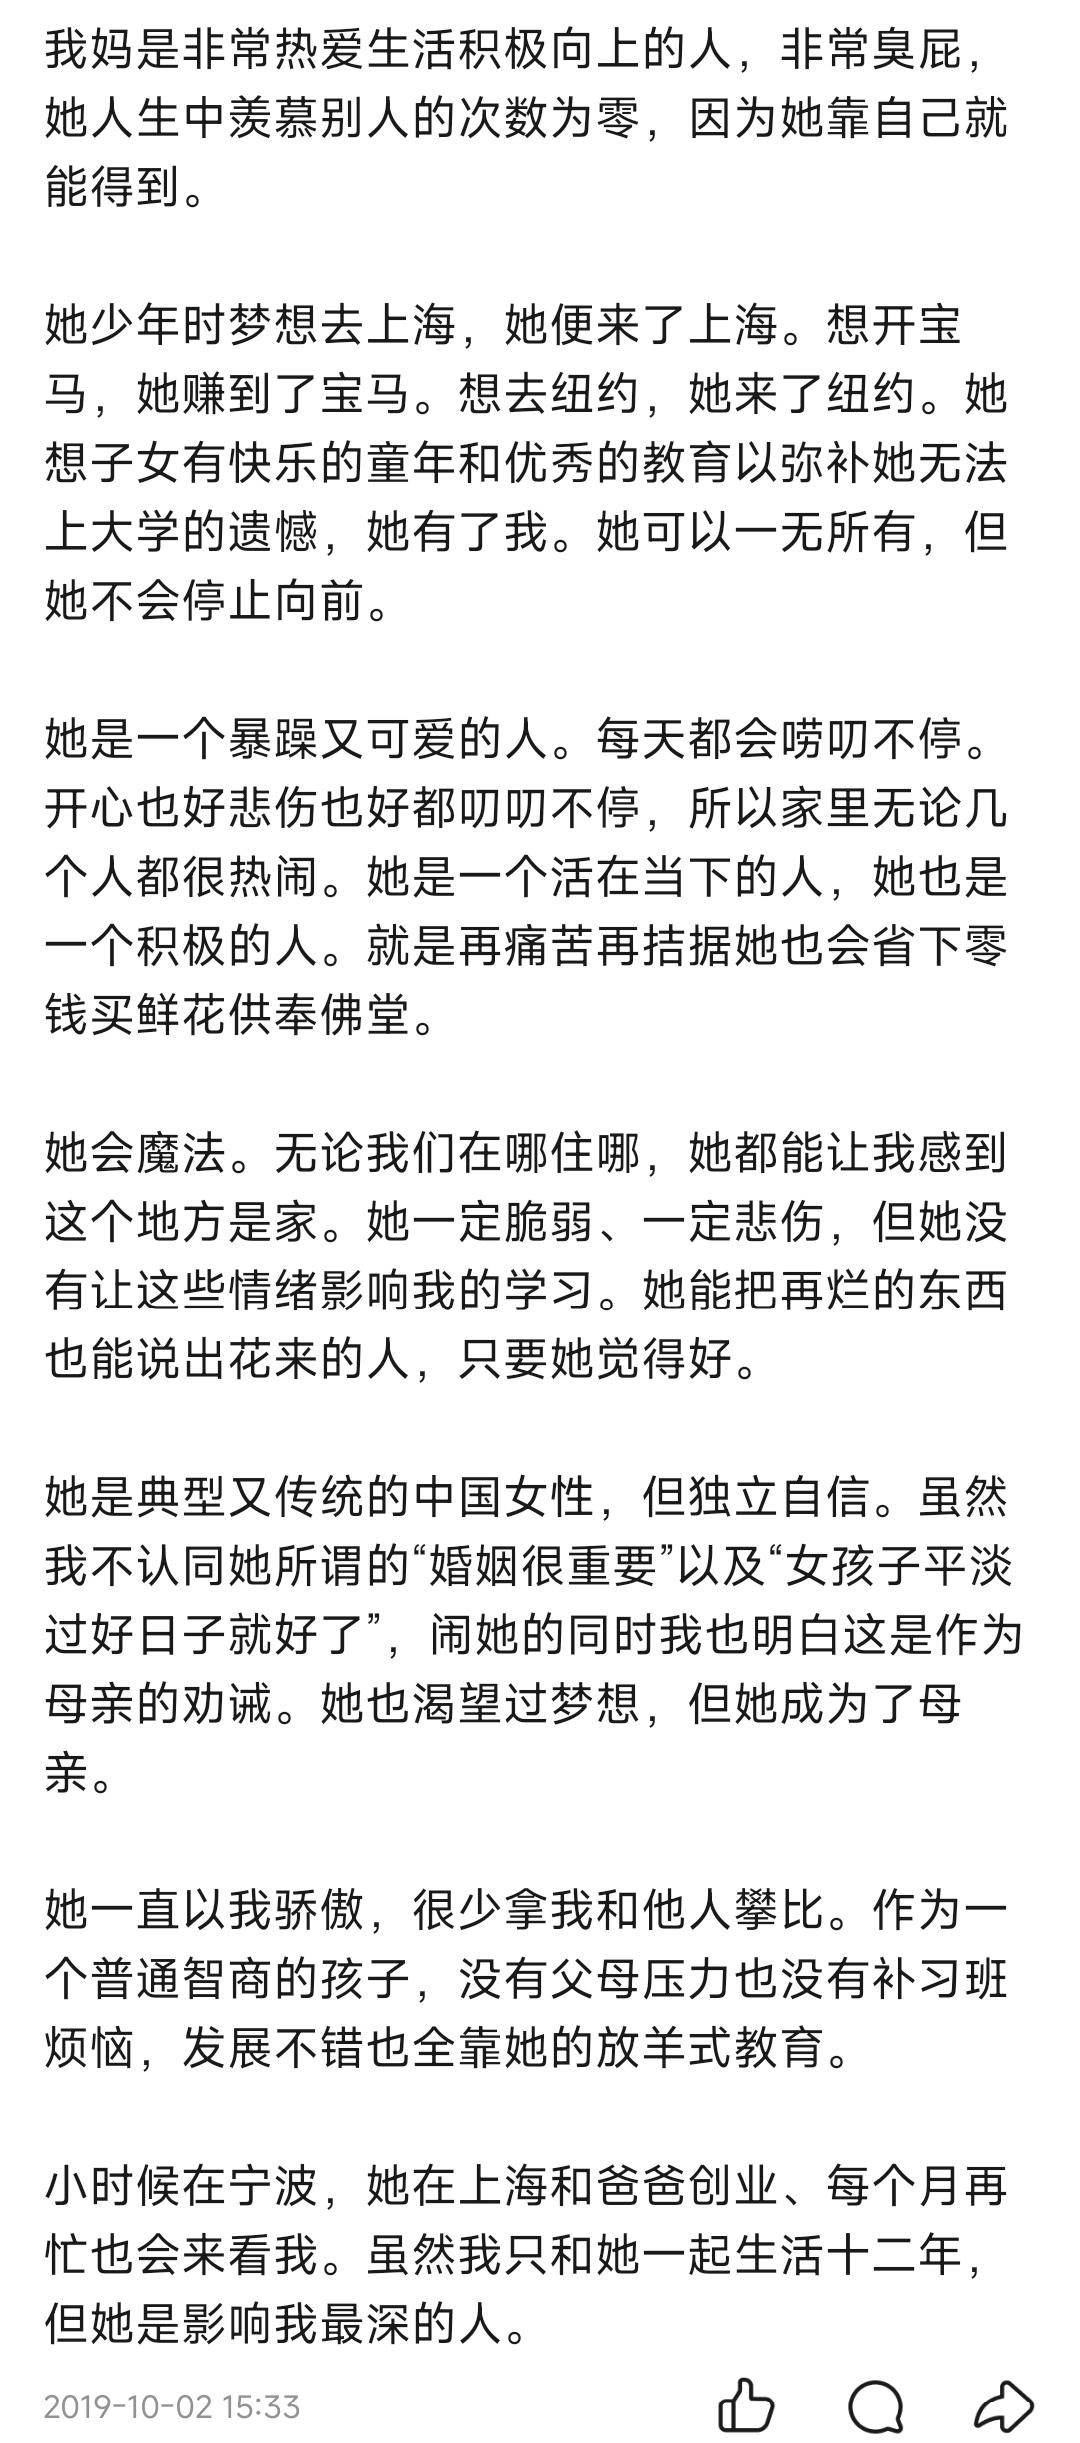 我妈是非常热爱生活积极向上的人，非常臭屁，
她人生中羡慕别人的次数为零，因为她靠自己就
能得到。
她少年时梦想去上海，她便来了上海。想开宝
马，她赚到了宝马。想去纽约，她来了纽约。她
想子女有快乐的童年和优秀的教育以弥补她无法
上大学的遗憾，她有了我。她可以一无所有，但
她不会停止向前。
她是一个暴躁又可爱的人。每天都会唠叨不停。
开心也好悲伤也好都叨叨不停，所以家里无论几
个人都很热闹。她是一个活在当下的人，她也是
一个积极的人。就是再痛苦再拮据她也会省下零
钱买鲜花供奉佛堂。
她会魔法。无论我们在哪住哪，她都能让我感到
这个地方是家。她一定脆弱、一定悲伤，但她没
有让这些情绪影响我的学习。她能把再烂的东西
也能说出花来的人，只要她觉得好。
她是典型又传统的中国女性，但独立自信。虽然
我不认同她所谓的“婚姻很重要”以及“女孩子平淡
过好日子就好了”，闹她的同时我也明白这是作为
母亲的劝诫。她也渴望过梦想，但她成为了母
亲。
她一直以我骄傲，很少拿我和他人攀比。作为一
个普通智商的孩子，没有父母压力也没有补习班
烦恼，发展不错也全靠她的放羊式教育。
小时候在宁波，她在上海和爸爸创业、每个月再
忙也会来看我。虽然我只和她一起生活十二年，
但她是影响我最深的人。
2019-10-02 15:33